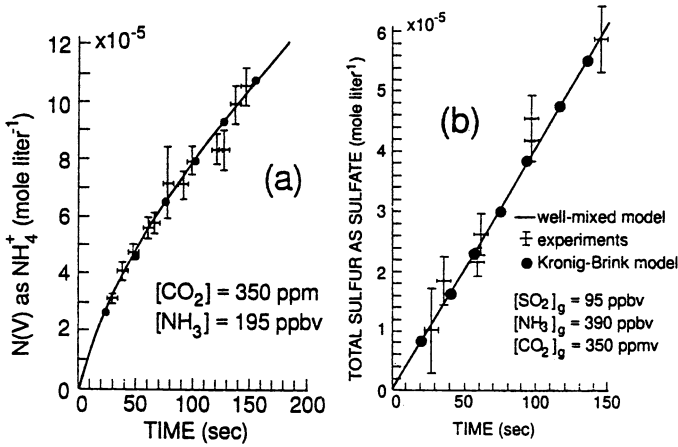 x10-5
12
10
8
6
4
2
0
N(V) as NH4+ (mole liter-1)
(a)
[CO2] = 350 ppm
[NH3] = 195 ppbv
0 50 100 150 200
TIME (sec)
x10-5
6
5
4
3
2
1
0
TOTAL SULFUR AS SULFATE (mole liter1)
(b)
well-mixed model
experiments
Kronig-Brink model
[SO2]g = 95 ppbv
[NH3]g = 390 ppbv
[CO2]g = 350 ppmv
0 50 100 150
TIME (sec)